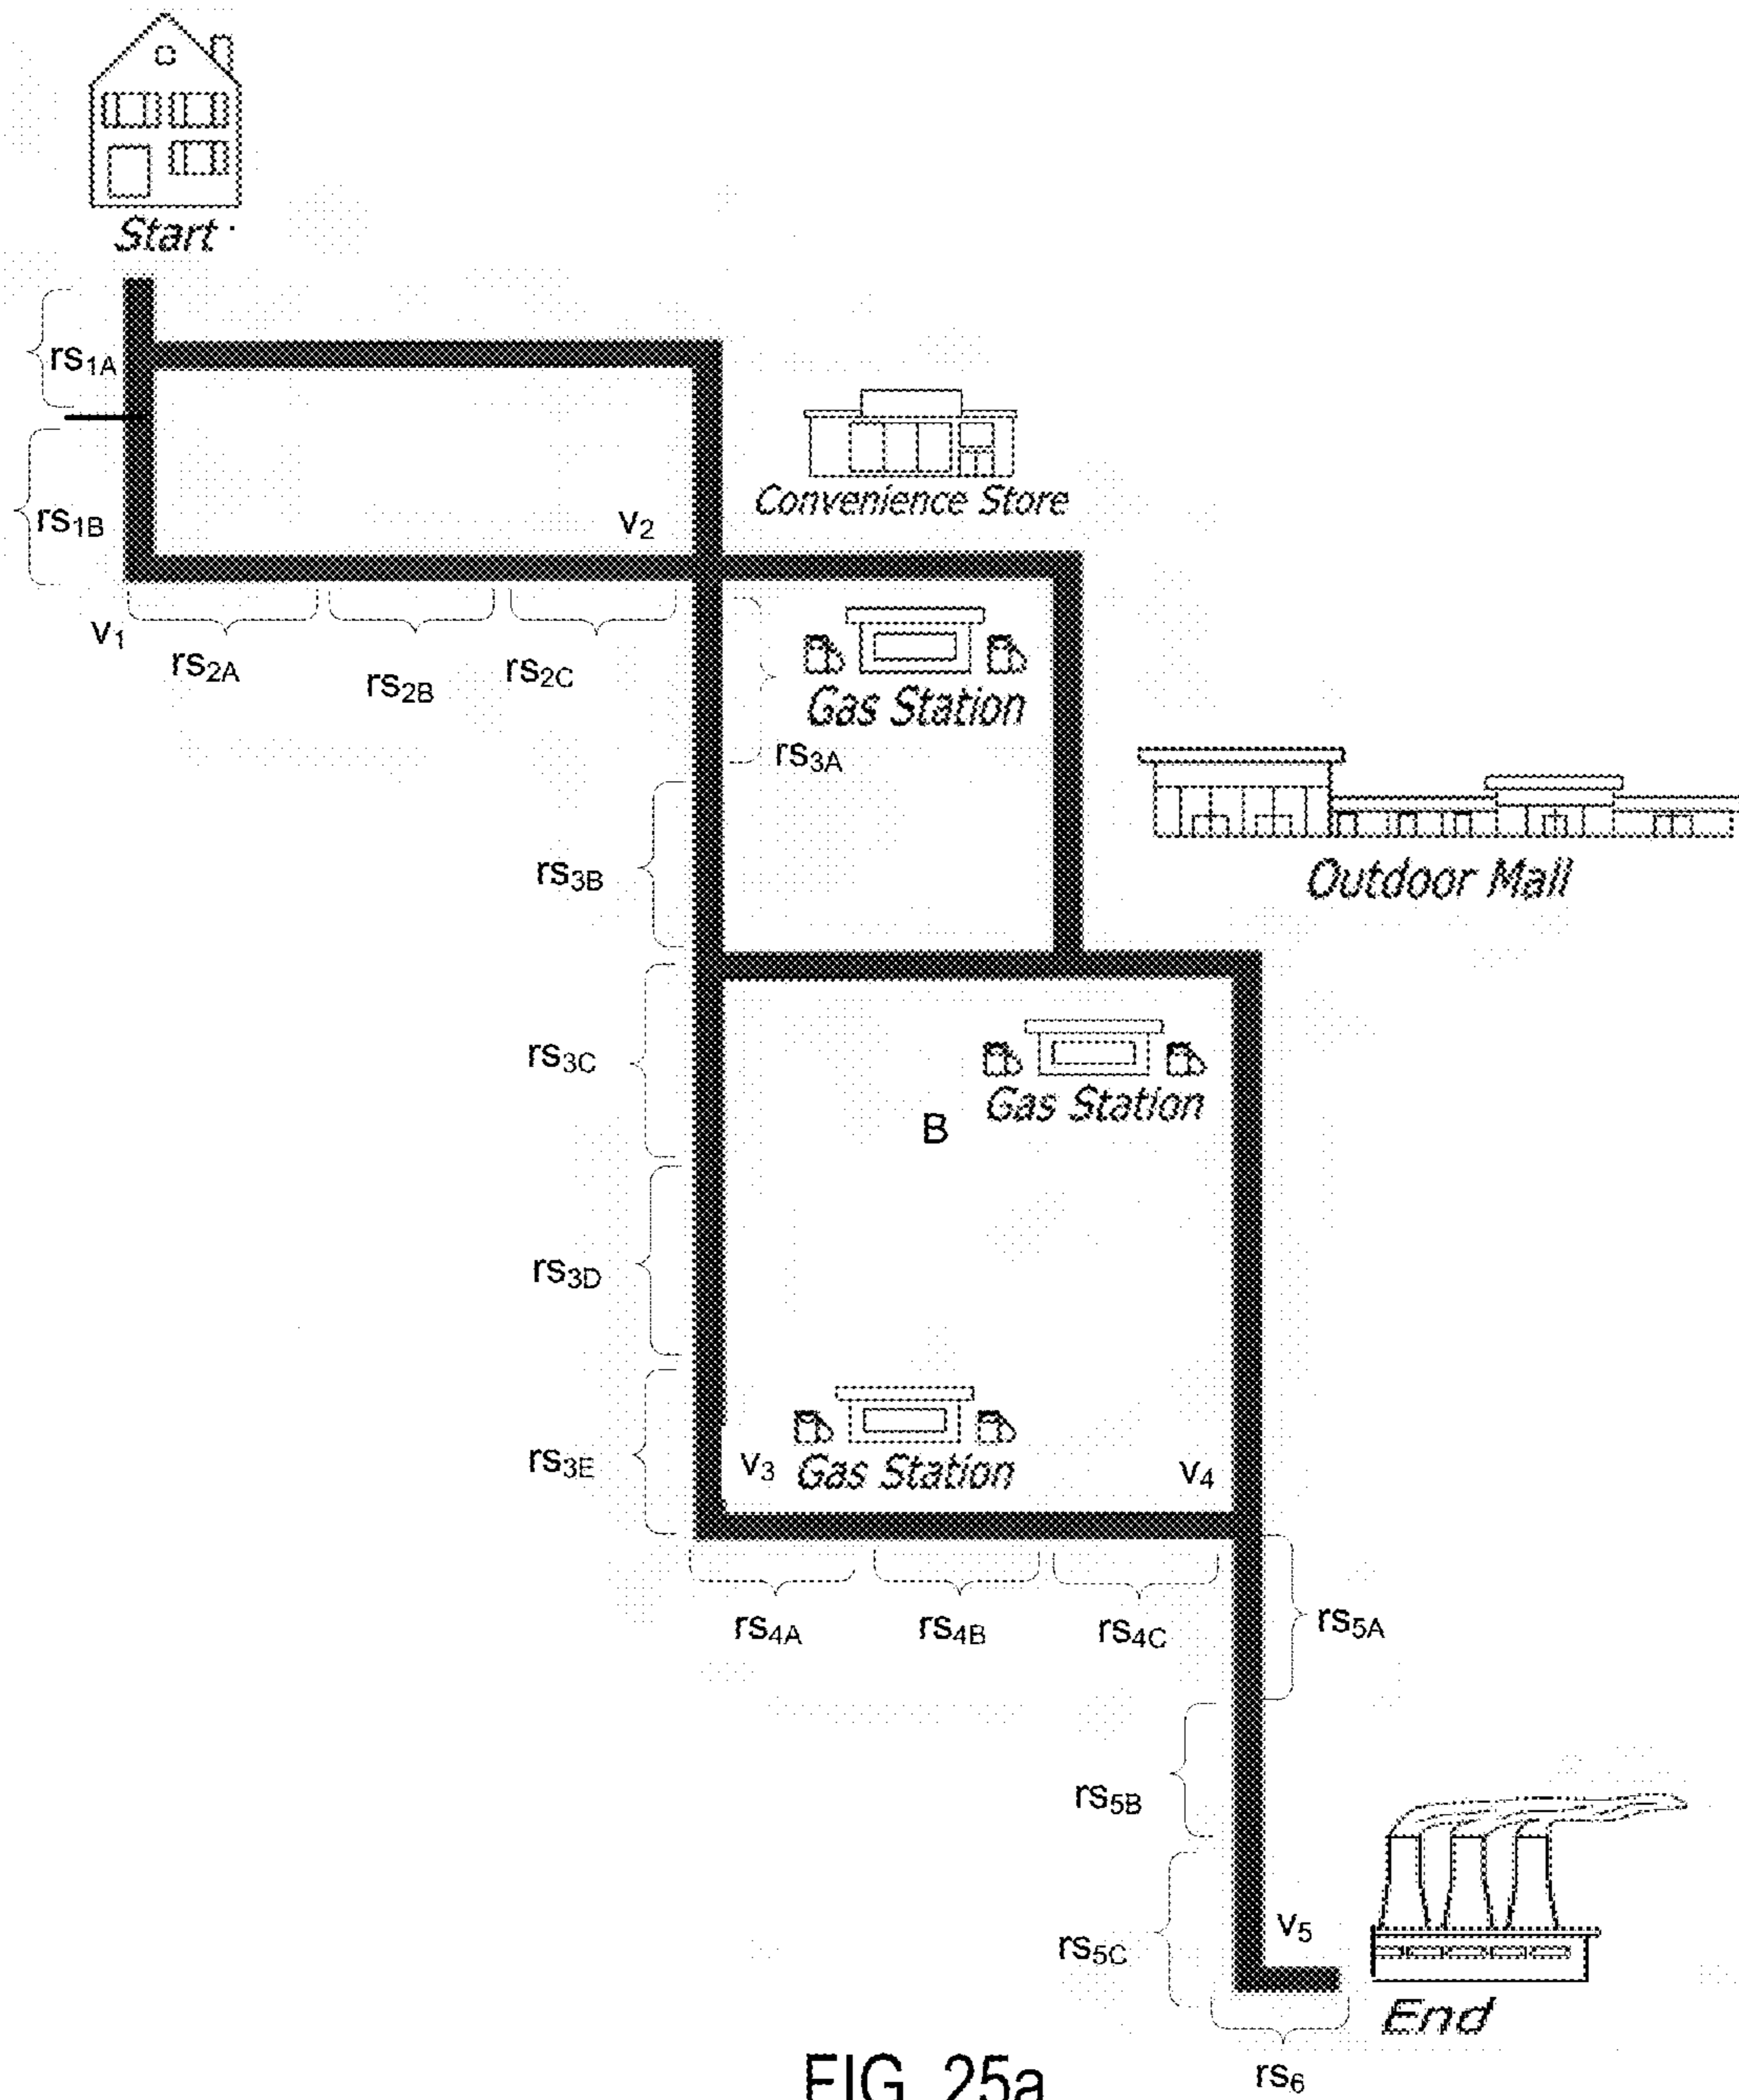 Start
rs1A
rs1B
Convenience Store
v2
v1
rs2A
rs2B
rs2C
Gas Station
rs3A
rs3B
Outdoor Mall
rs3C
Gas Station
B
rs3D
rs3E
v3
Gas Station
v4
rs4A
rs4B
rs4C
rs5A
rs5B
v5
rs5C
End
rs6
FIG. 25a